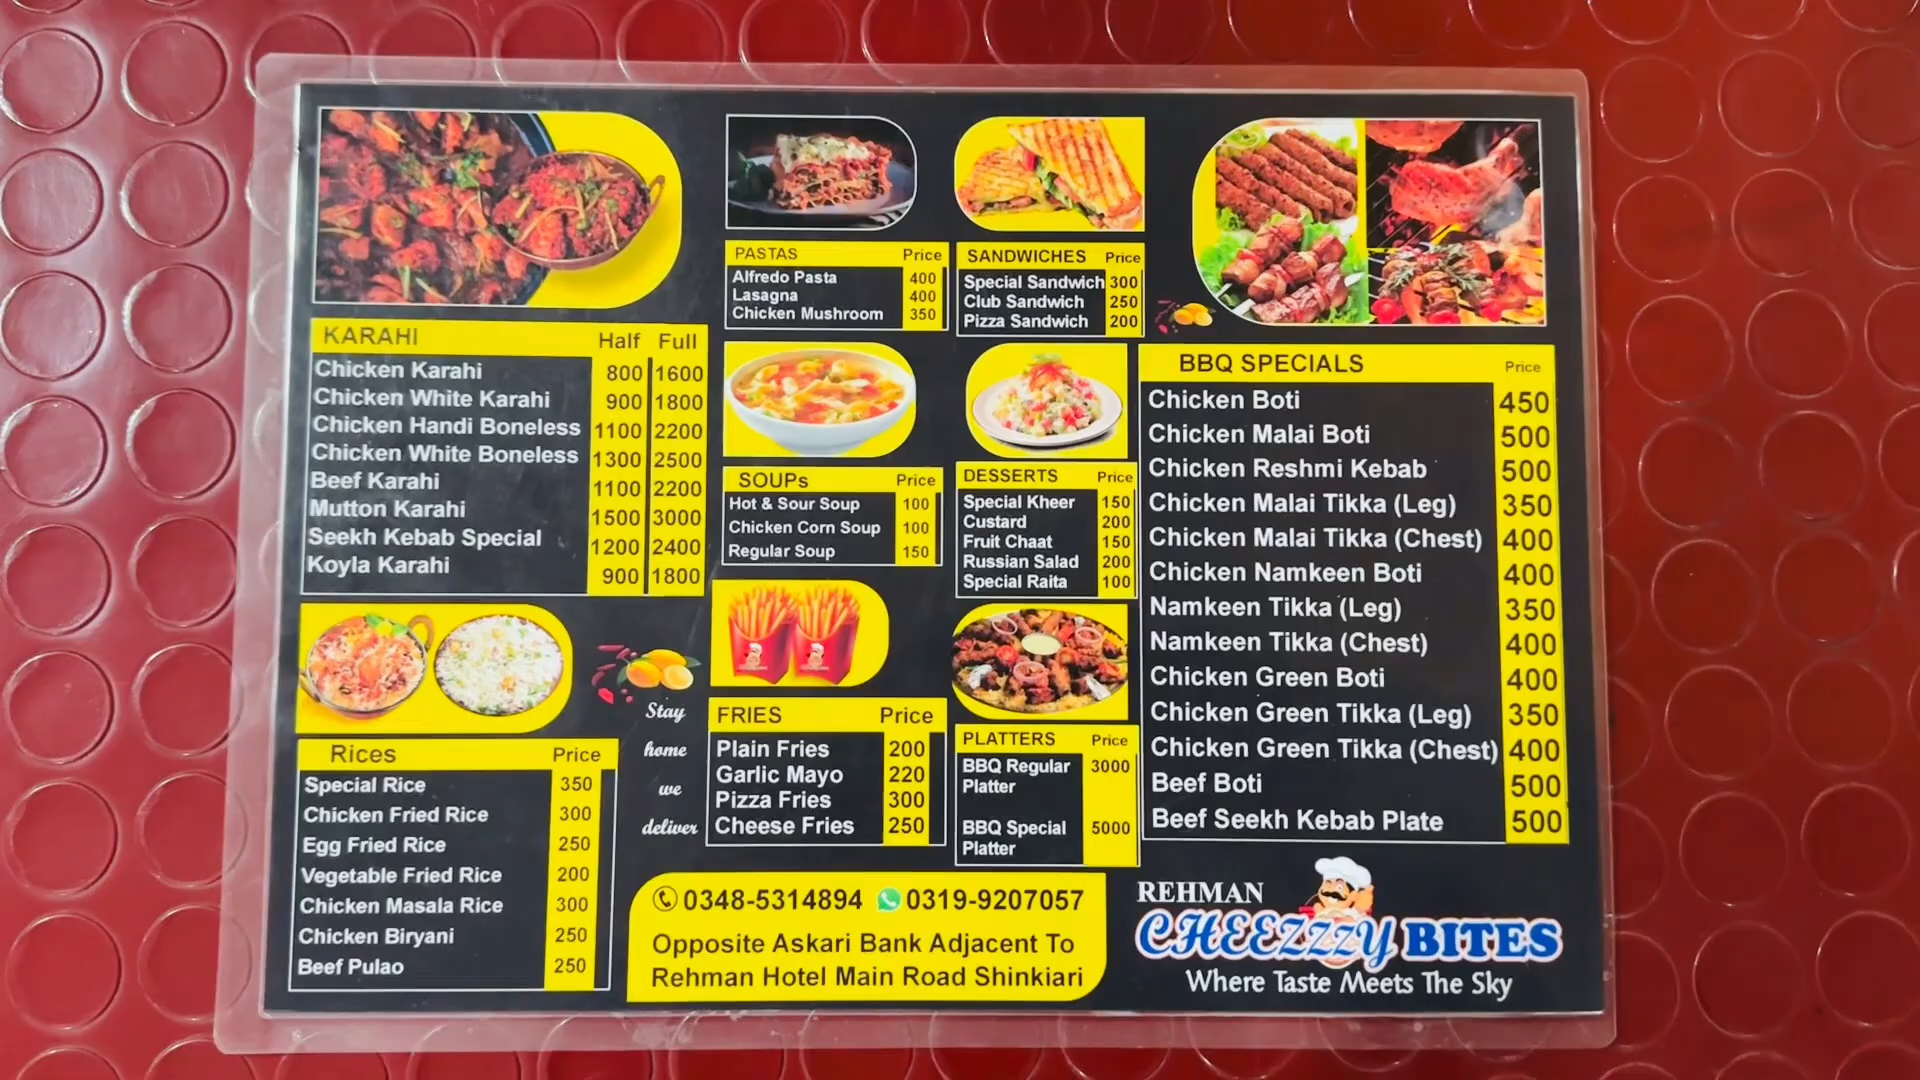 KARAHI Half Full
Chicken Karahi 800 1600
Chicken White Karahi 900 1800
Chicken Handi Boneless 1100 2200
Chicken White Boneless 1300 2500
Beef Karahi 1100 2200
Mutton Karahi 1500 3000
Seekh Kebab Special 1200 2400
Koyla Karahi 900 1800
Rices Price
Special Rice 350
Chicken Fried Rice 300
Egg Fried Rice 250
Vegetable Fried Rice 200
Chicken Masala Rice 300
Chicken Biryani 250
Beef Pulao 250
Stay
home
we
deliver
PASTAS Price
Alfredo Pasta 400
Lasagna 400
Chicken Mushroom 350
SOUPs Price
Hot & Sour Soup 100
Chicken Corn Soup 100
Regular Soup 150
FRIES Price
Plain Fries 200
Garlic Mayo 220
Pizza Fries 300
Cheese Fries 250
SANDWICHES Price
Special Sandwich 300
Club Sandwich 250
Pizza Sandwich 200
DESSERTS Price
Special Kheer 150
Custard 200
Fruit Chaat 150
Russian Salad 200
Special Raita 100
PLATTERS Price
BBQ Regular 3000
Platter
BBQ Special 5000
Platter
BBQ SPECIALS Price
Chicken Boti 450
Chicken Malai Boti 500
Chicken Reshmi Kebab 500
Chicken Malai Tikka (Leg) 350
Chicken Malai Tikka (Chest) 400
Chicken Namkeen Boti 400
Namkeen Tikka (Leg) 350
Namkeen Tikka (Chest) 400
Chicken Green Boti 400
Chicken Green Tikka (Leg) 350
Chicken Green Tikka (Chest) 400
Beef Boti 500
Beef Seekh Kebab Plate 500
0348-5314894 0319-9207057
Opposite Askari Bank Adjacent To
Rehman Hotel Main Road Shinkiari
REHMAN
CHEEZZZY BITES
Where Taste Meets The Sky